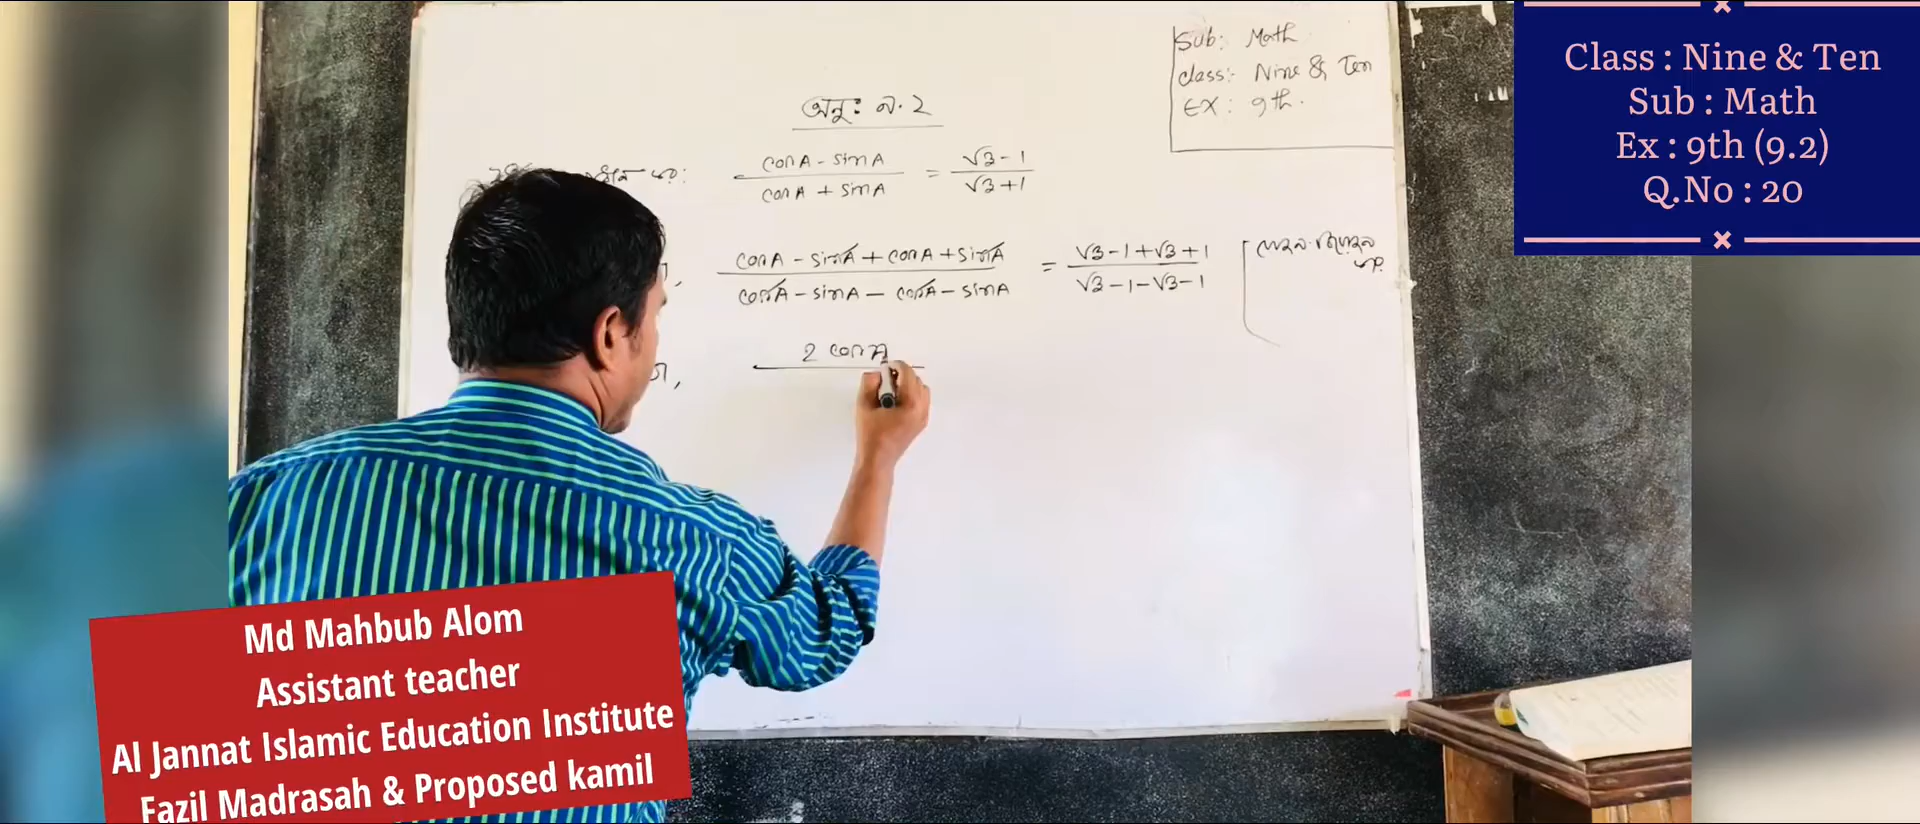 Class : Nine & Ten
Sub : Math
Ex : 9th (9.2)
Q.No : 20
Sub: Math
class:- Nine & Ten
EX : 9th.
অনু: ৯.২
cosA - sinA / cosA + sinA = √3 - 1 / √3 + 1
cosA - sinA + cosA + sinA / cosA - sinA - cosA - sinA = √3 - 1 + √3 + 1 / √3 - 1 - √3 - 1
2 cosA
Md Mahbub Alom
Assistant teacher
Al Jannat Islamic Education Institute
Fazil Madrasah & Proposed kamil